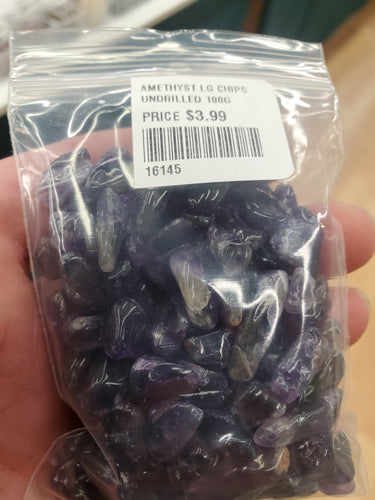 AMETHYST LG CHIPS
UNDRILLED 100G
PRICE $3.99
16145